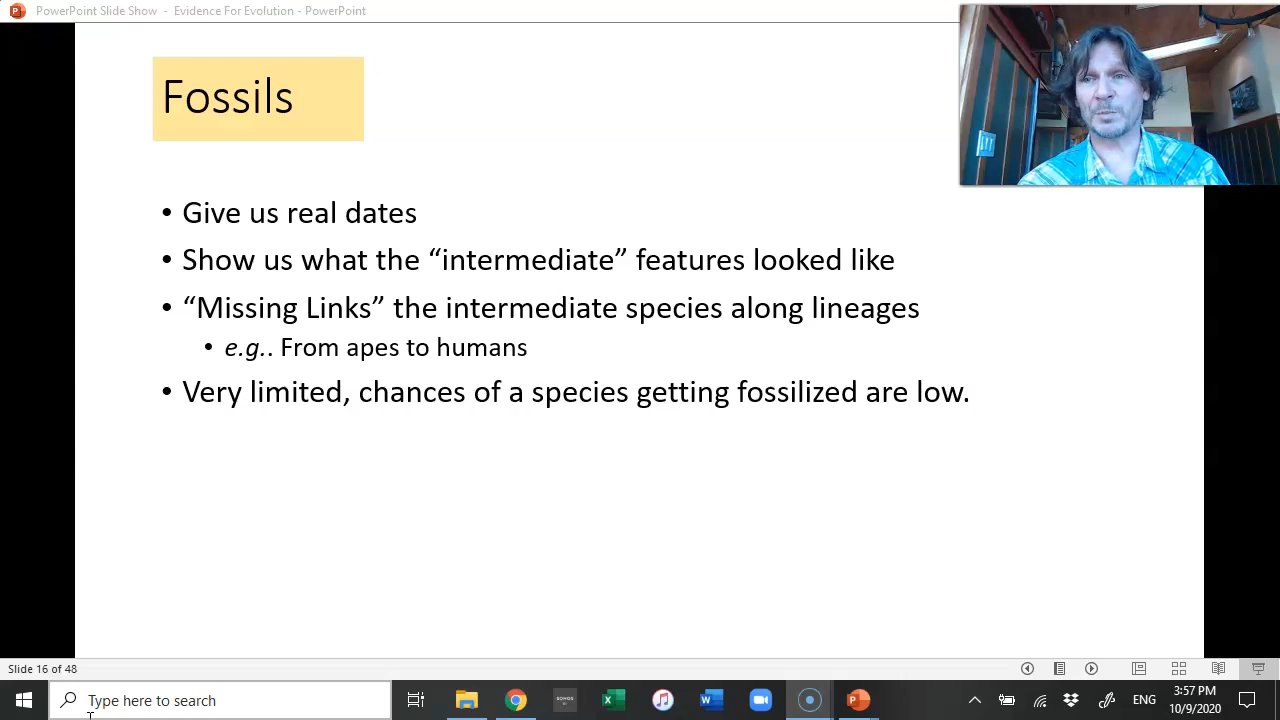 PowerPoint Slide Show - Evidence For Evolution - PowerPoint
Fossils
• Give us real dates
• Show us what the “intermediate” features looked like
• “Missing Links” the intermediate species along lineages
• e.g.. From apes to humans
• Very limited, chances of a species getting fossilized are low.
Slide 16 of 48
Type here to search
SONOS
ENG
3:57 PM
10/9/2020